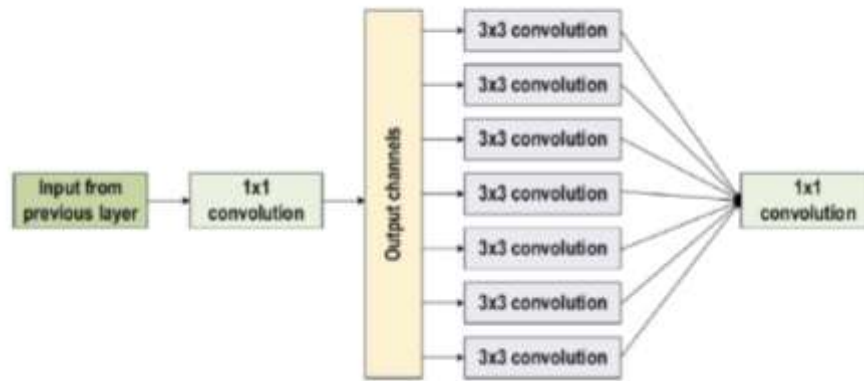 Input from
previous layer
1x1
convolution
Output channels
3x3 convolution
3x3 convolution
3x3 convolution
3x3 convolution
3x3 convolution
3x3 convolution
3x3 convolution
1x1
convolution